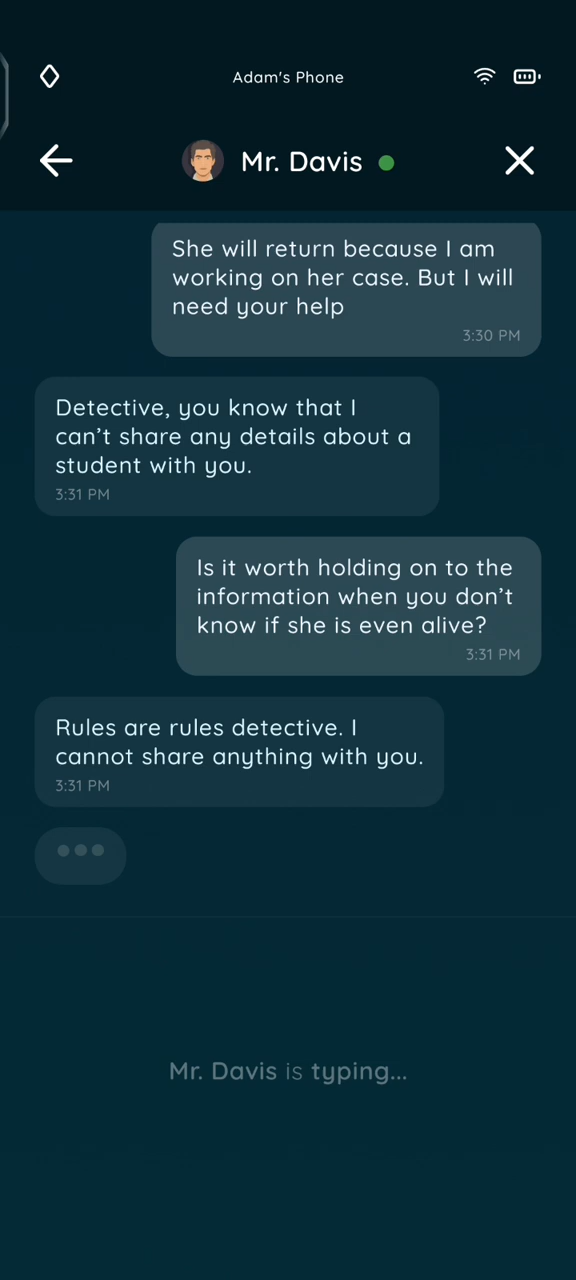 Adam's Phone
Mr. Davis
She will return because I am
working on her case. But I will
need your help
3:30 PM
Detective, you know that I
can’t share any details about a
student with you.
3:31 PM
Is it worth holding on to the
information when you don’t
know if she is even alive?
3:31 PM
Rules are rules detective. I
cannot share anything with you.
3:31 PM
Mr. Davis is typing...